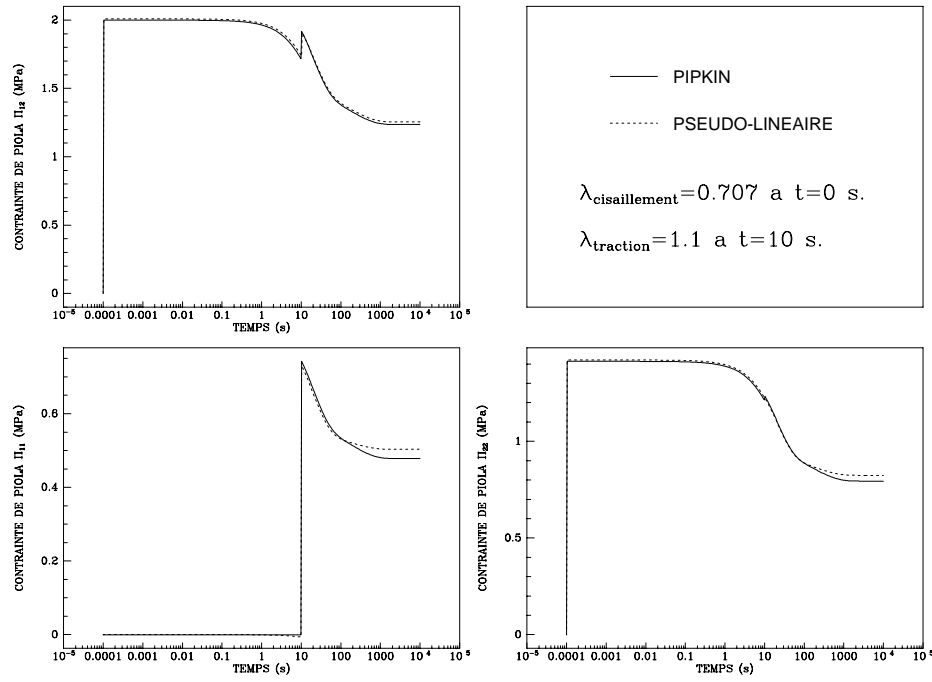 CONTRAINTE DE PIOLA Π₁₂ (MPa)
2
1.5
1
0.5
0
10⁻⁵ 0.0001 0.001 0.01 0.1 1 10 100 1000 10⁴ 10⁵
TEMPS (s)
PIPKIN
PSEUDO-LINEAIRE
λcisaillement=0.707 a t=0 s.
λtraction=1.1 a t=10 s.
CONTRAINTE DE PIOLA Π₁₁ (MPa)
0.6
0.4
0.2
0
10⁻⁵ 0.0001 0.001 0.01 0.1 1 10 100 1000 10⁴ 10⁵
TEMPS (s)
CONTRAINTE DE PIOLA Π₂₂ (MPa)
1
0.5
0
10⁻⁵ 0.0001 0.001 0.01 0.1 1 10 100 1000 10⁴ 10⁵
TEMPS (s)